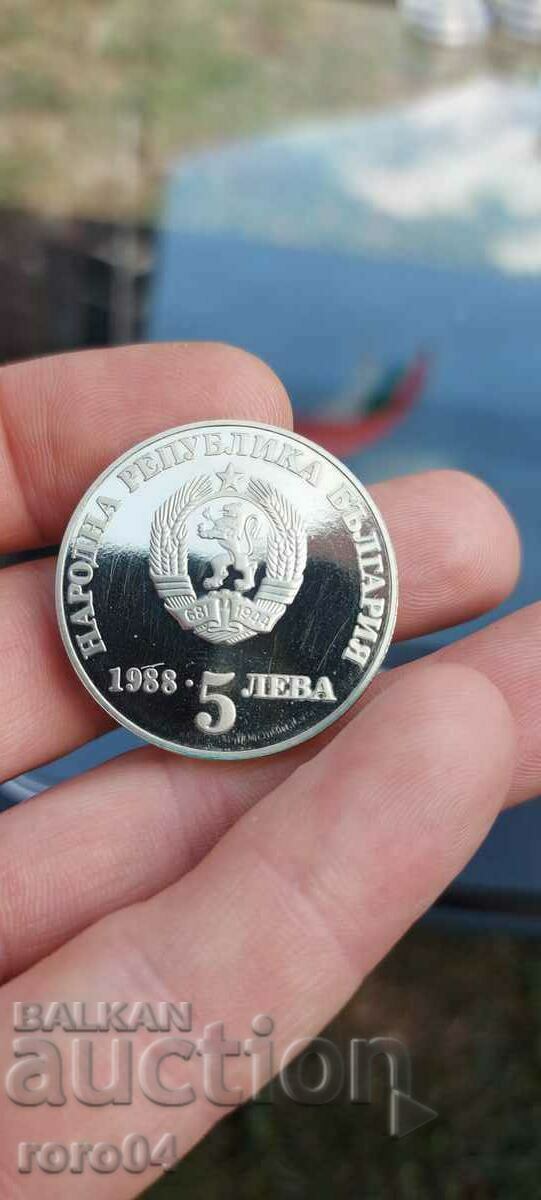 НАРОДНА РЕПУБЛИКА БЪЛГАРИЯ
681 1944
1988 · 5 ЛЕВА
BALKAN
auction
roro04